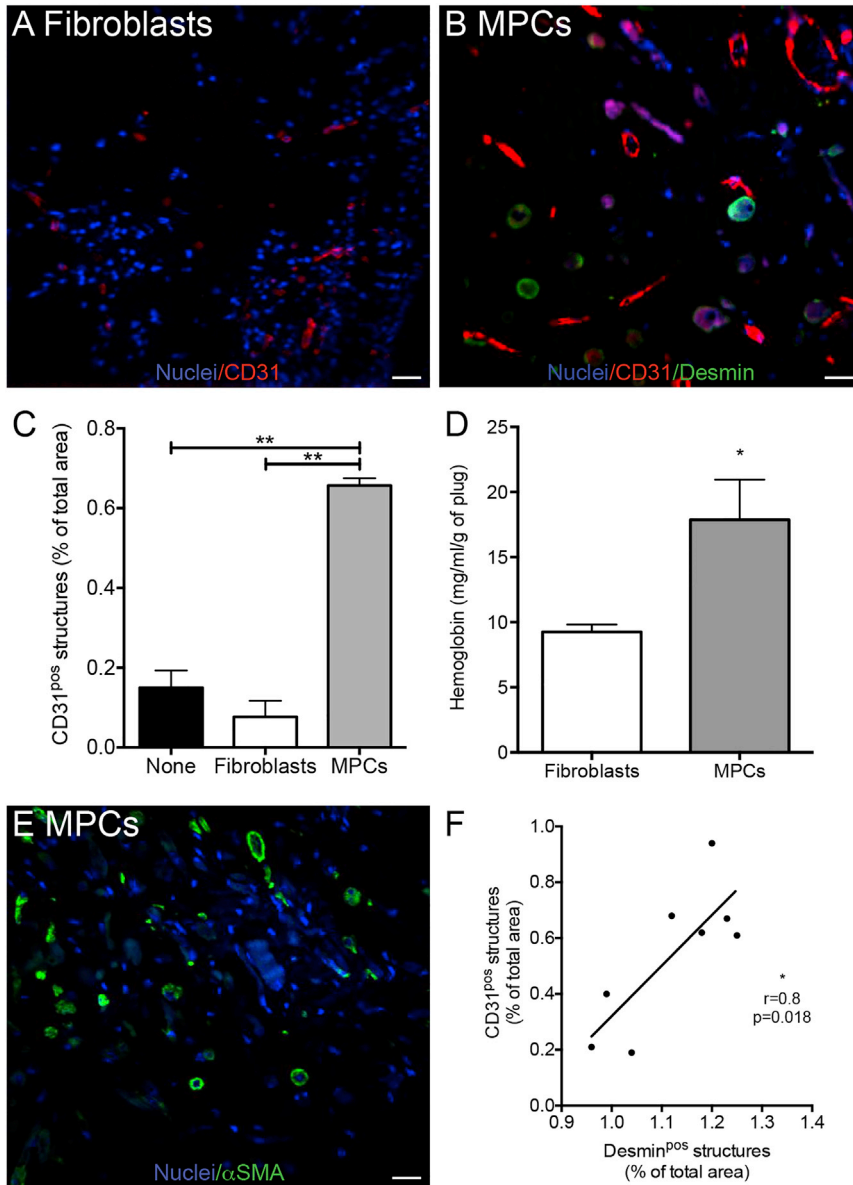 A Fibroblasts
Nuclei/CD31
B MPCs
Nuclei/CD31/Desmin
C
CD31pos structures (% of total area)
0.8
0.6
0.4
0.2
0.0
**
**
None Fibroblasts MPCs
D
Hemoglobin (mg/ml/g of plug)
25
20
15
10
5
0
*
Fibroblasts MPCs
E MPCs
Nuclei/αSMA
F
CD31pos structures
(% of total area)
1.0
0.8
0.6
0.4
0.2
0.0
*
r=0.8
p=0.018
0.9 1.0 1.1 1.2 1.3 1.4
Desminpos structures
(% of total area)